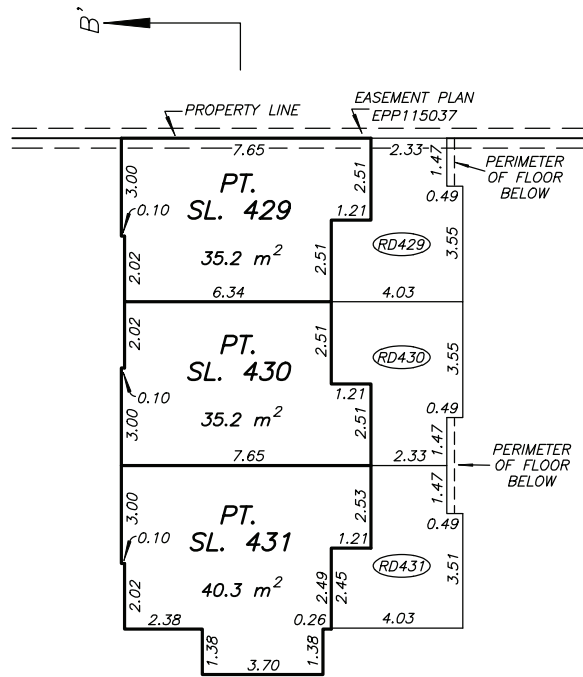 B'
EASEMENT PLAN
EPP115037
PROPERTY LINE
7.65
2.33
1.47
PERIMETER
OF FLOOR
BELOW
3.00
PT.
SL. 429
2.51
1.21
0.49
0.10
RD429
3.55
2.02
35.2 m²
2.51
6.34
4.03
2.02
PT.
SL. 430
2.51
RD430
3.55
0.10
1.21
0.49
3.00
35.2 m²
2.51
1.47
7.65
2.33
PERIMETER
OF FLOOR
BELOW
3.00
PT.
SL. 431
2.53
1.47
0.49
0.10
1.21
RD431
3.51
2.02
40.3 m²
2.49
2.45
2.38
0.26
4.03
1.38
3.70
1.38